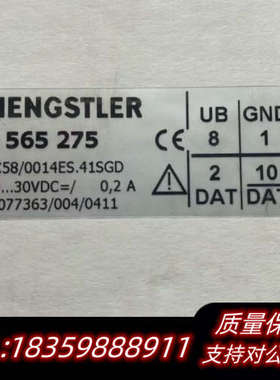 HENGSTLER
565 275
C58/0014ES.41SGD
...30VDC=/ 0,2 A
077363/004/0411
CE
UB GND
8 1
2 10
DAT DAT
质量保
:18359888911 支持对公